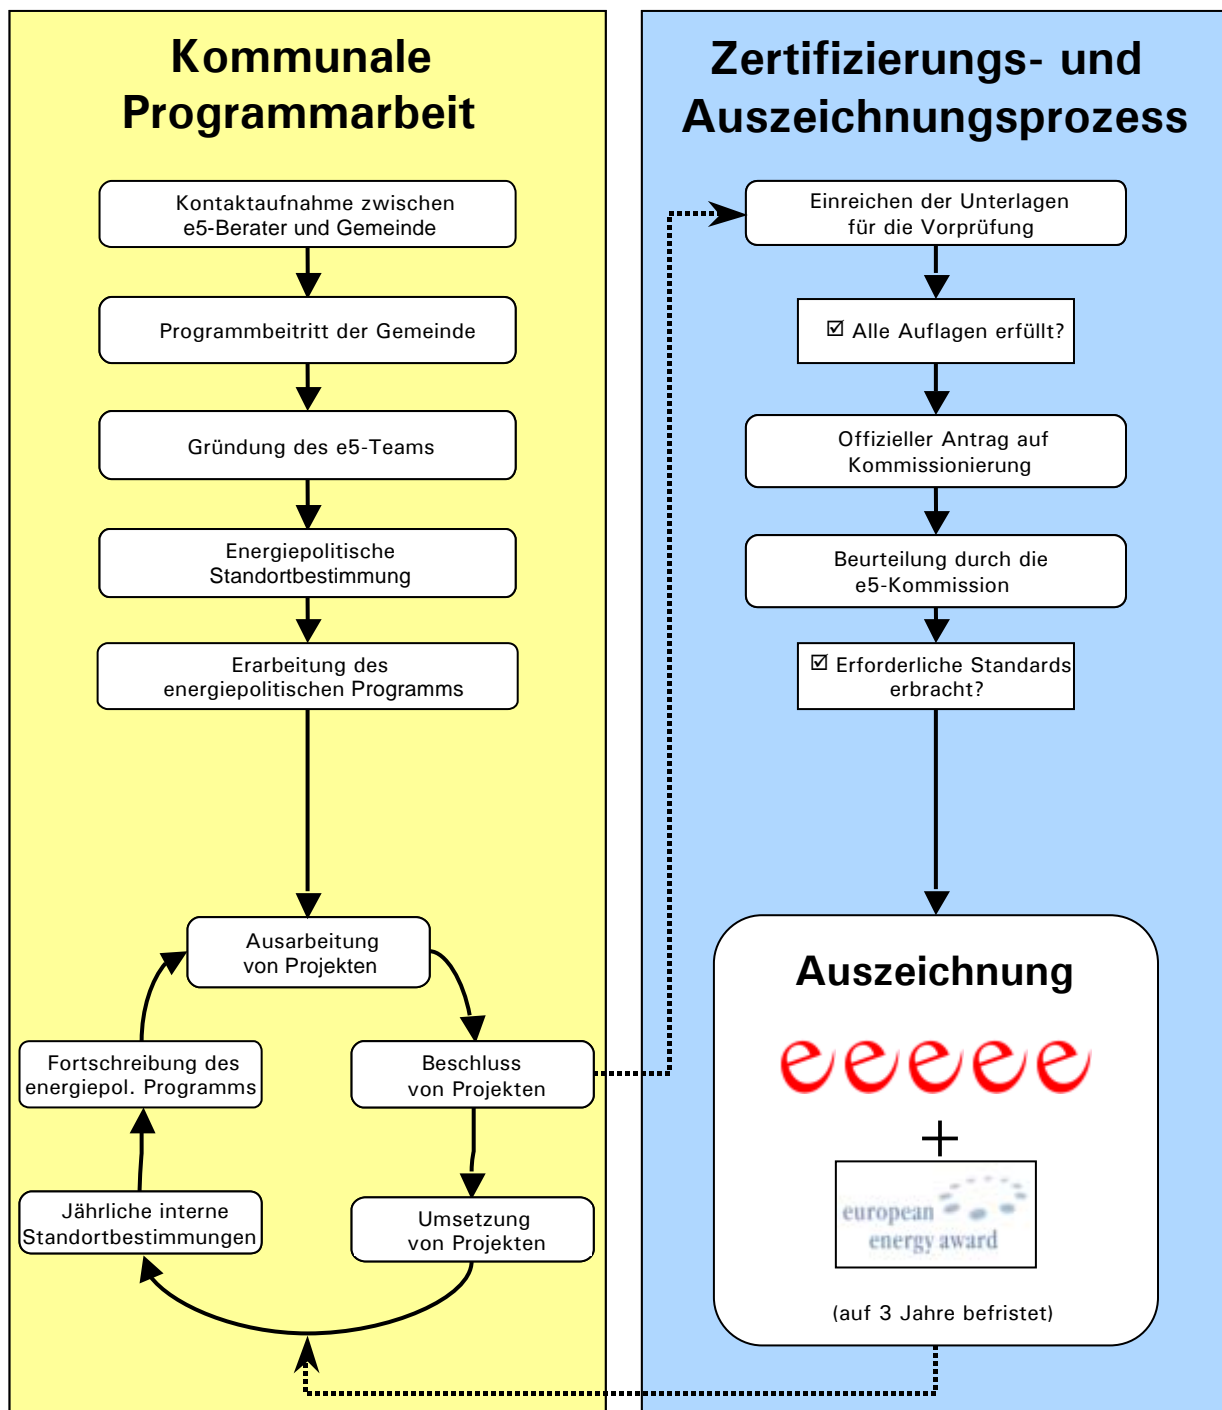 Kommunale
Programmarbeit
Kontaktaufnahme zwischen
e5-Berater und Gemeinde
Programmbeitritt der Gemeinde
Gründung des e5-Teams
Energiepolitische
Standortbestimmung
Erarbeitung des
energiepolitischen Programms
Ausarbeitung
von Projekten
Fortschreibung des
energiepol. Programms
Beschluss
von Projekten
Jährliche interne
Standortbestimmungen
Umsetzung
von Projekten
Zertifizierungs- und
Auszeichnungsprozess
Einreichen der Unterlagen
für die Vorprüfung
☑ Alle Auflagen erfüllt?
Offizieller Antrag auf
Kommissionierung
Beurteilung durch die
e5-Kommission
☑ Erforderliche Standards
erbracht?
Auszeichnung
eeeee
+
european
energy award
(auf 3 Jahre befristet)